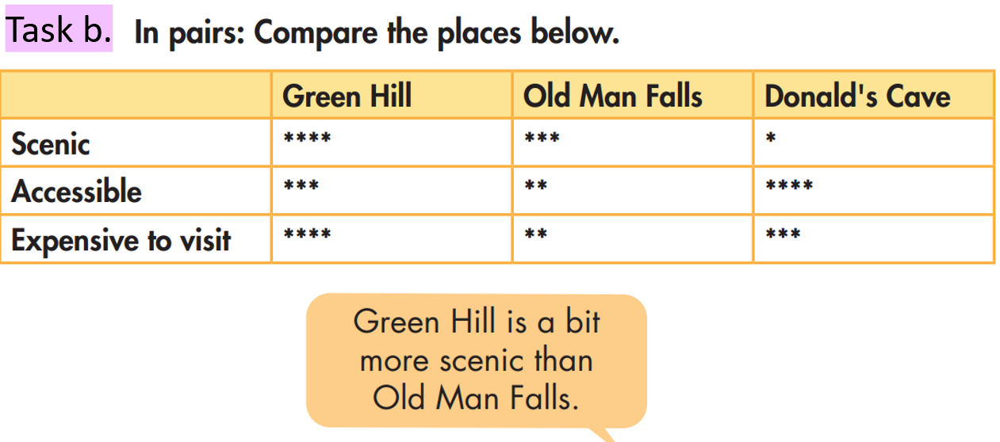 Task b. In pairs: Compare the places below.
Green Hill Old Man Falls Donald's Cave
Scenic **** *** *
Accessible *** ** ****
Expensive to visit **** ** ***
Green Hill is a bit
more scenic than
Old Man Falls.